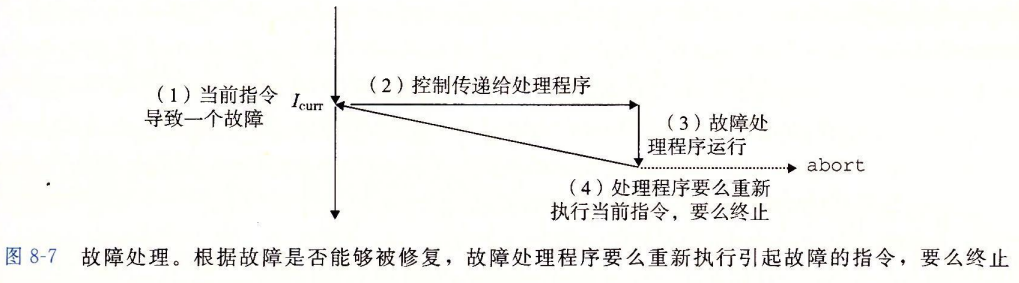 （1）当前指令
导致一个故障
Icurr
（2）控制传递给处理程序
（3）故障处
理程序运行
abort
（4）处理程序要么重新
执行当前指令，要么终止
图 8-7 故障处理。根据故障是否能够被修复，故障处理程序要么重新执行引起故障的指令，要么终止